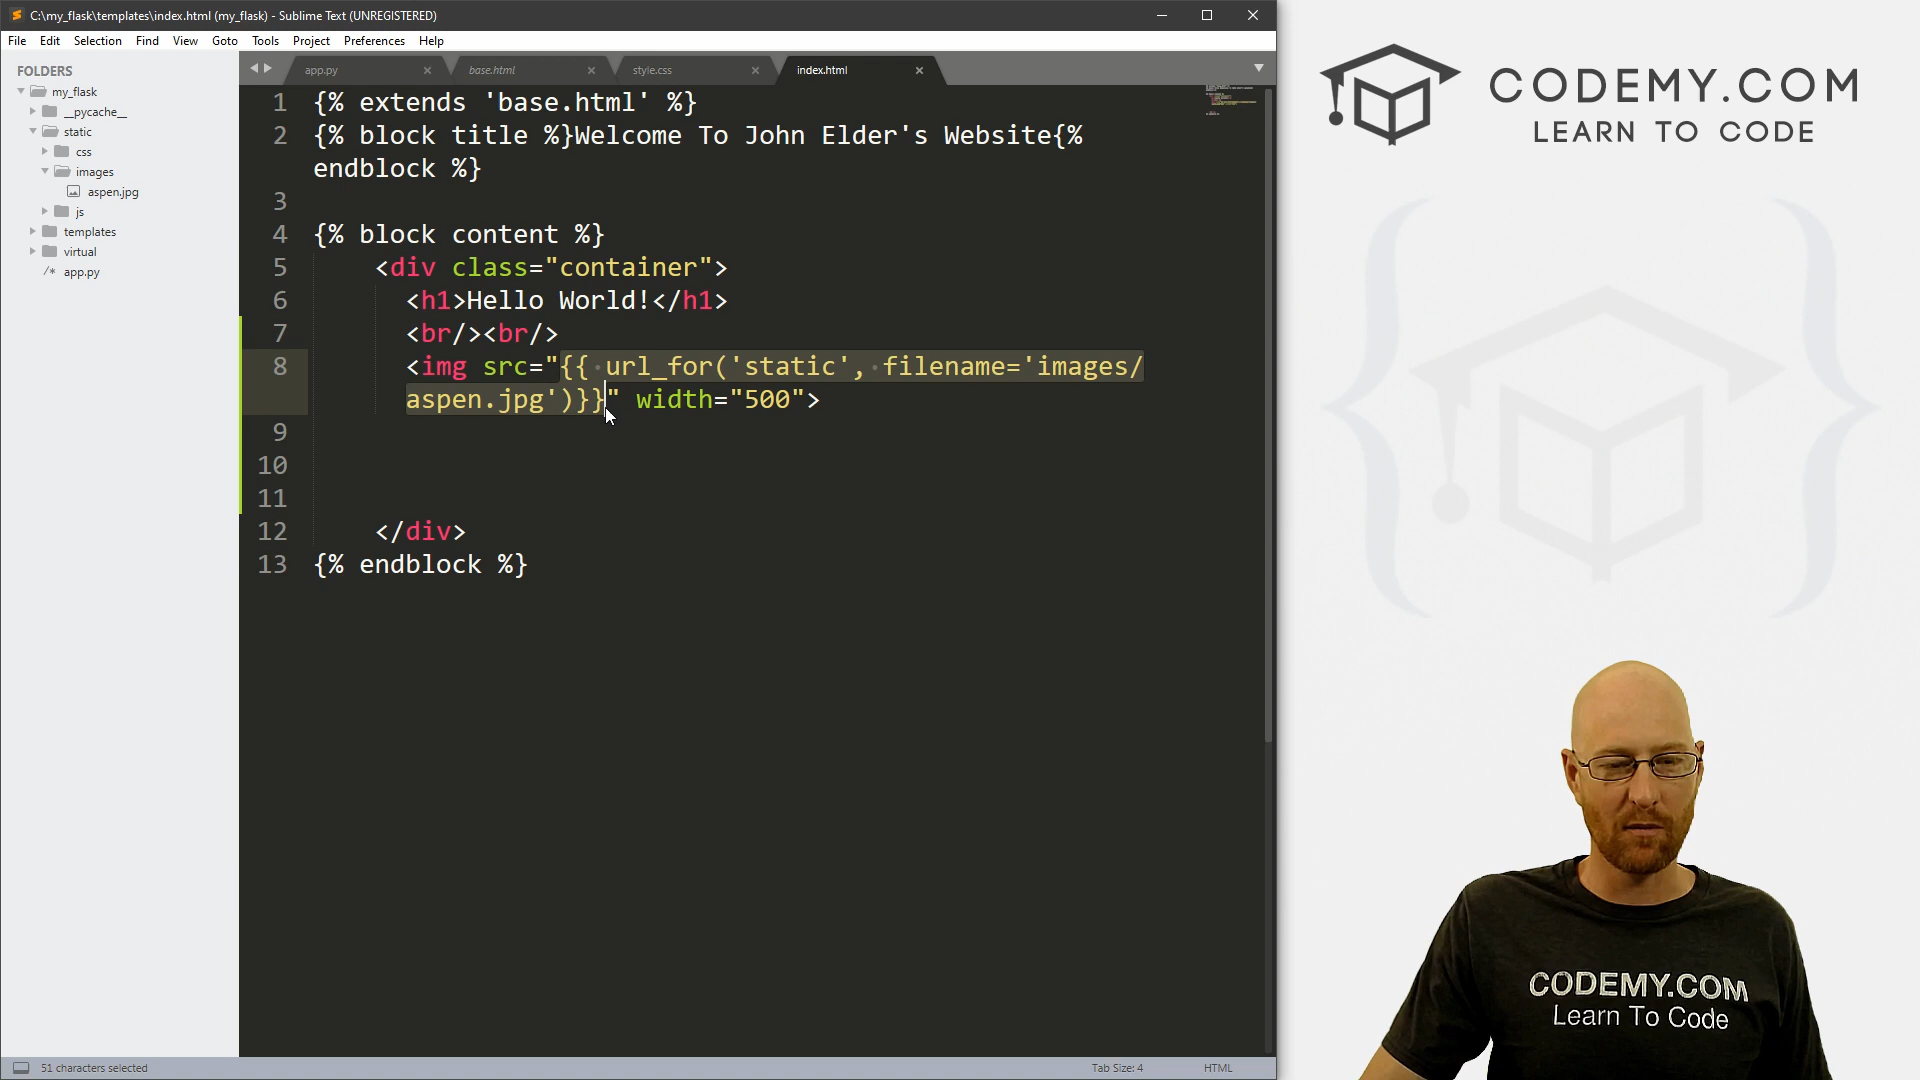 C:\my_flask\templates\index.html (my_flask) - Sublime Text (UNREGISTERED)
File Edit Selection Find View Goto Tools Project Preferences Help
FOLDERS
my_flask
__pycache__
static
css
images
aspen.jpg
js
templates
virtual
/* app.py
app.py base.html style.css index.html
1 {% extends 'base.html' %}
2 {% block title %}Welcome To John Elder's Website{%
endblock %}
3
4 {% block content %}
5 <div class="container">
6 <h1>Hello World!</h1>
7 <br/><br/>
8 <img src="{{ url_for('static', filename='images/
aspen.jpg')}}" width="500">
9
10
11
12 </div>
13 {% endblock %}
51 characters selected
Tab Size: 4
HTML
CODEMY.COM
LEARN TO CODE
CODEMY.COM
Learn To Code